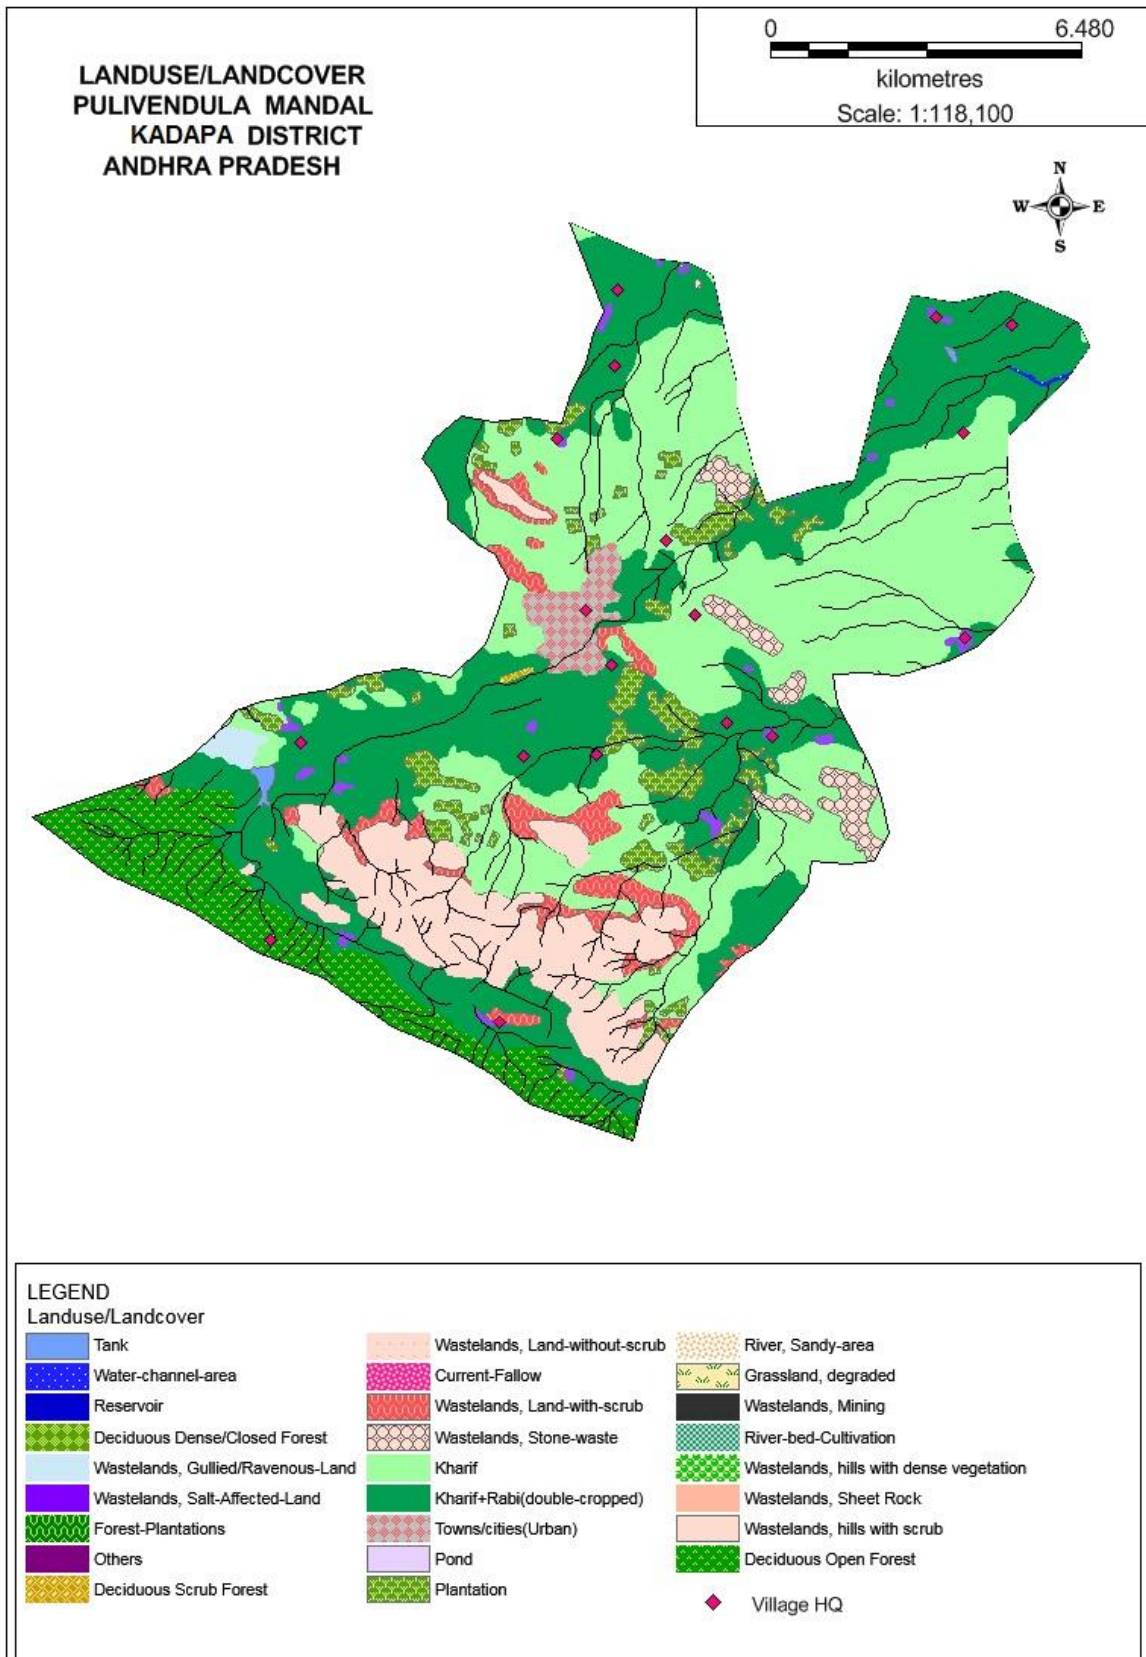 LANDUSE/LANDCOVER
PULIVENDULA MANDAL
KADAPA DISTRICT
ANDHRA PRADESH
0 6.480
kilometres
Scale: 1:118,100
N
W E
S
LEGEND
Landuse/Landcover
Tank
Water-channel-area
Reservoir
Deciduous Dense/Closed Forest
Wastelands, Gullied/Ravenous-Land
Wastelands, Salt-Affected-Land
Forest-Plantations
Others
Deciduous Scrub Forest
Wastelands, Land-without-scrub
Current-Fallow
Wastelands, Land-with-scrub
Wastelands, Stone-waste
Kharif
Kharif+Rabi(double-cropped)
Towns/cities(Urban)
Pond
Plantation
River, Sandy-area
Grassland, degraded
Wastelands, Mining
River-bed-Cultivation
Wastelands, hills with dense vegetation
Wastelands, Sheet Rock
Wastelands, hills with scrub
Deciduous Open Forest
Village HQ